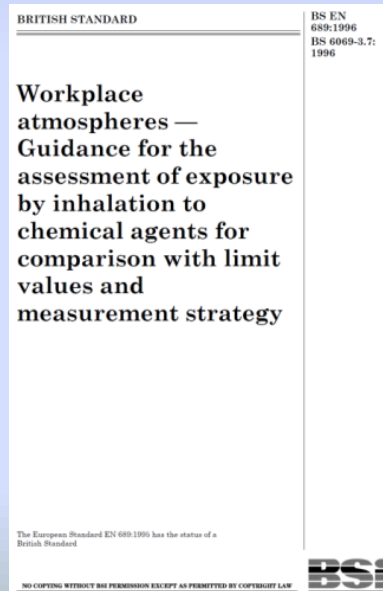 BRITISH STANDARD
BS EN
689:1996
BS 6069-3.7:
1996
Workplace
atmospheres —
Guidance for the
assessment of exposure
by inhalation to
chemical agents for
comparison with limit
values and
measurement strategy
The European Standard EN 689:1995 has the status of a
British Standard
NO COPYING WITHOUT BSI PERMISSION EXCEPT AS PERMITTED BY COPYRIGHT LAW
BSI